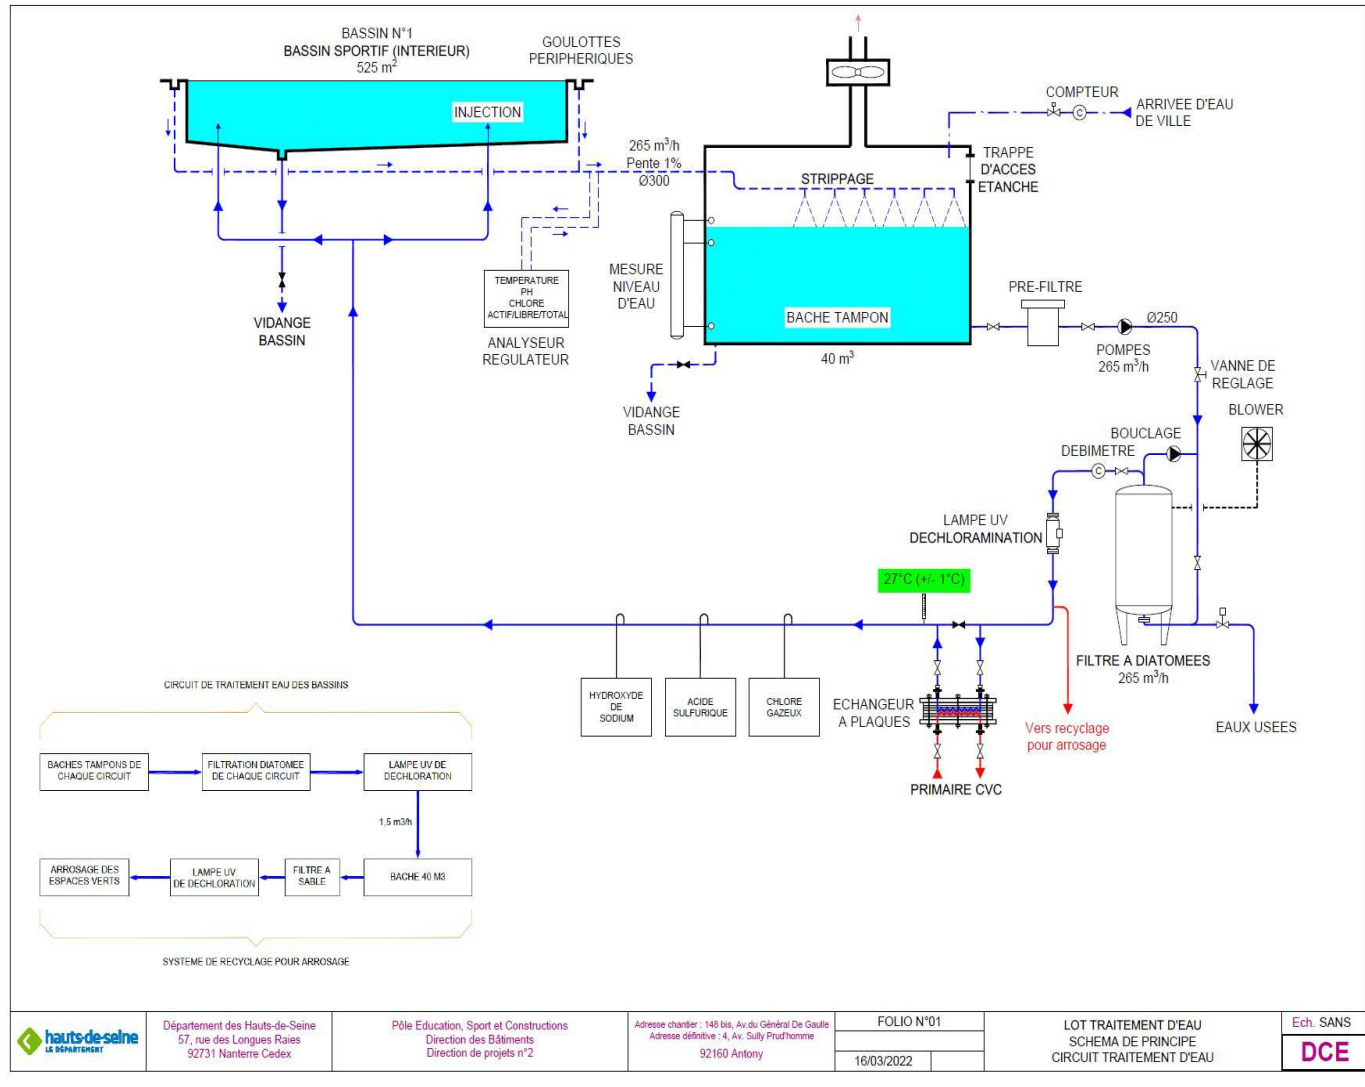 BASSIN N°1
BASSIN SPORTIF (INTERIEUR)
525 m²
GOULOTTES
PERIPHERIQUES
INJECTION
265 m³/h
Pente 1%
Ø300
STRIPPAGE
COMPTEUR
C
ARRIVEE D'EAU
DE VILLE
TRAPPE
D'ACCES
ETANCHE
TEMPERATURE
PH
CHLORE
ACTIF/LIBRE/TOTAL
ANALYSEUR
REGULATEUR
VIDANGE
BASSIN
MESURE
NIVEAU
D'EAU
BACHE TAMPON
40 m³
VIDANGE
BASSIN
PRE-FILTRE
Ø250
POMPES
265 m³/h
VANNE DE
REGLAGE
BLOWER
BOUCLAGE
DEBIMETRE
C
LAMPE UV
DECHLORAMINATION
27°C (+/- 1°C)
FILTRE A DIATOMEES
265 m³/h
HYDROXYDE
DE
SODIUM
ACIDE
SULFURIQUE
CHLORE
GAZEUX
ECHANGEUR
A PLAQUES
PRIMAIRE CVC
Vers recyclage
pour arrosage
EAUX USEES
CIRCUIT DE TRAITEMENT EAU DES BASSINS
BACHES TAMPONS DE
CHAQUE CIRCUIT
FILTRATION DIATOMEE
DE CHAQUE CIRCUIT
LAMPE UV DE
DECHLORATION
1,5 m3/h
ARROSAGE DES
ESPACES VERTS
LAMPE UV
DE DECHLORATION
FILTRE A
SABLE
BACHE 40 M3
SYSTEME DE RECYCLAGE POUR ARROSAGE
hauts-de-seine
LE DÉPARTEMENT
Département des Hauts-de-Seine
57, rue des Longues Raies
92731 Nanterre Cedex
Pôle Education, Sport et Constructions
Direction des Bâtiments
Direction de projets n°2
Adresse chantier : 148 bis, Av.du Général De Gaulle
Adresse définitive : 4, Av. Sully Prud'homme
92160 Antony
FOLIO N°01
16/03/2022
LOT TRAITEMENT D'EAU
SCHEMA DE PRINCIPE
CIRCUIT TRAITEMENT D'EAU
Ech. SANS
DCE